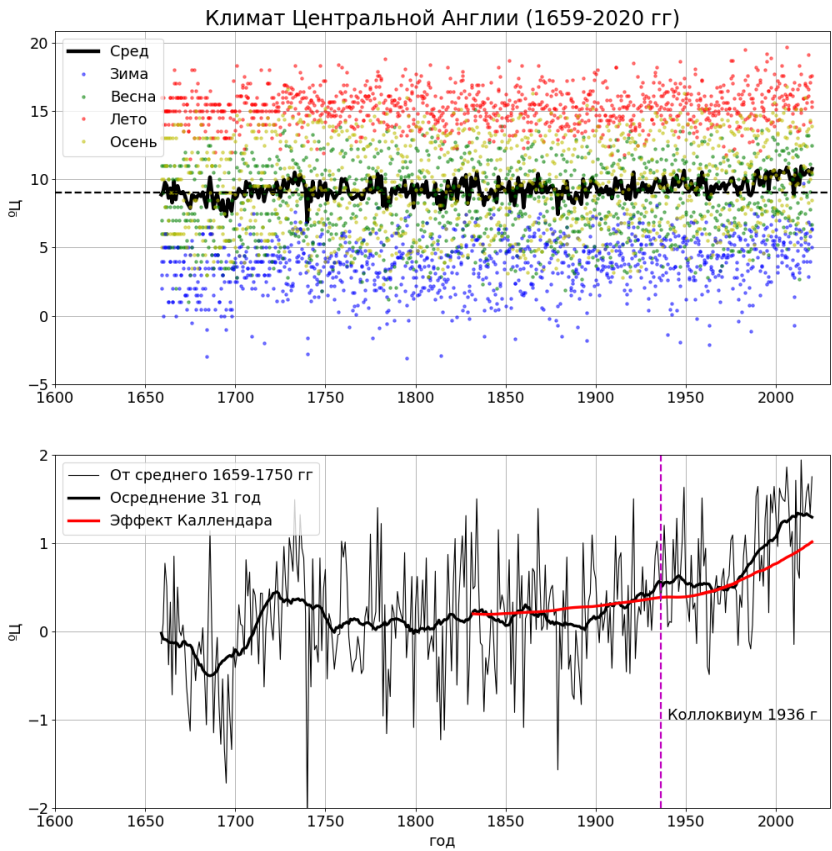 Климат Центральной Англии (1659-2020 гг)
Сред
Зима
Весна
Лето
Осень
20
15
10
5
0
−5
ºЦ
1600 1650 1700 1750 1800 1850 1900 1950 2000
От среднего 1659-1750 гг
Осреднение 31 год
Эффект Каллендара
2
1
0
−1
−2
ºЦ
Коллоквиум 1936 г
1600 1650 1700 1750 1800 1850 1900 1950 2000
год